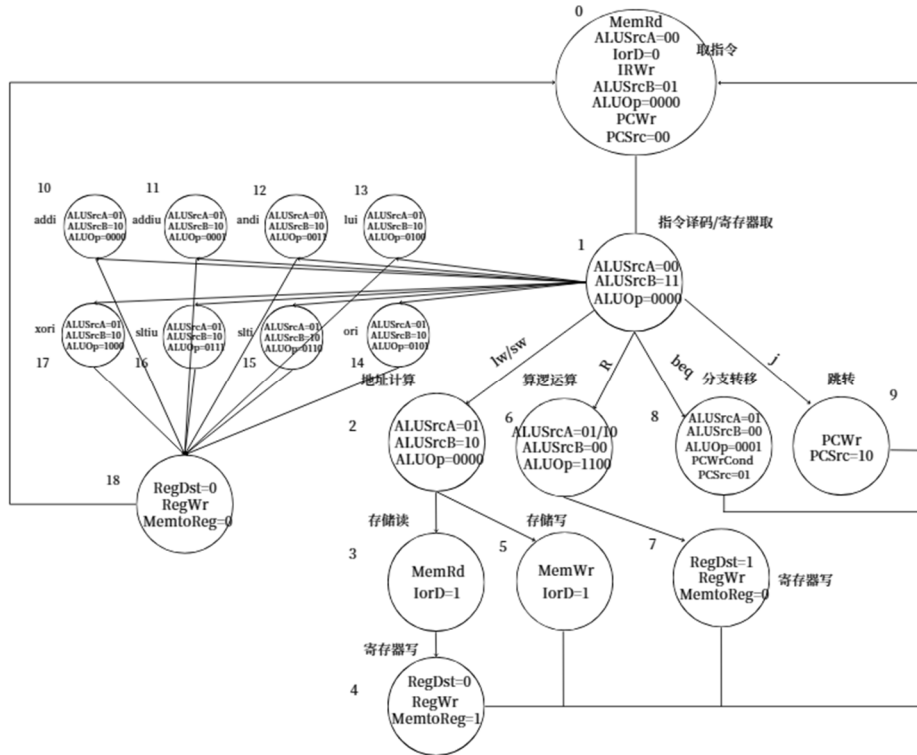 0
MemRd
ALUSrcA=00
IorD=0
IRWr
ALUSrcB=01
ALUOp=0000
PCWr
PCSrc=00
取指令
10
addi
ALUSrcA=01
ALUSrcB=10
ALUOp=0000
11
addiu
ALUSrcA=01
ALUSrcB=10
ALUOp=0001
12
andi
ALUSrcA=01
ALUSrcB=10
ALUOp=0011
13
lui
ALUSrcA=01
ALUSrcB=10
ALUOp=0100
指令译码/寄存器取
1
ALUSrcA=00
ALUSrcB=11
ALUOp=0000
xori
ALUSrcA=01
ALUSrcB=10
ALUOp=1000
17
sltiu
ALUSrcA=01
ALUSrcB=10
ALUOp=0111
16
slti
ALUSrcA=01
ALUSrcB=10
ALUOp=0110
15
ori
ALUSrcA=01
ALUSrcB=10
ALUOp=0101
14
lw/sw
R
beq
j
地址计算
2
ALUSrcA=01
ALUSrcB=10
ALUOp=0000
算逻运算
6
ALUSrcA=01/10
ALUSrcB=00
ALUOp=1100
分支转移
8
ALUSrcA=01
ALUSrcB=00
ALUOp=0001
PCWrCond
PCSrc=01
跳转
9
PCWr
PCSrc=10
18
RegDst=0
RegWr
MemtoReg=0
存储读
3
MemRd
IorD=1
存储写
5
MemWr
IorD=1
7
RegDst=1
RegWr
MemtoReg=0
寄存器写
寄存器写
4
RegDst=0
RegWr
MemtoReg=1